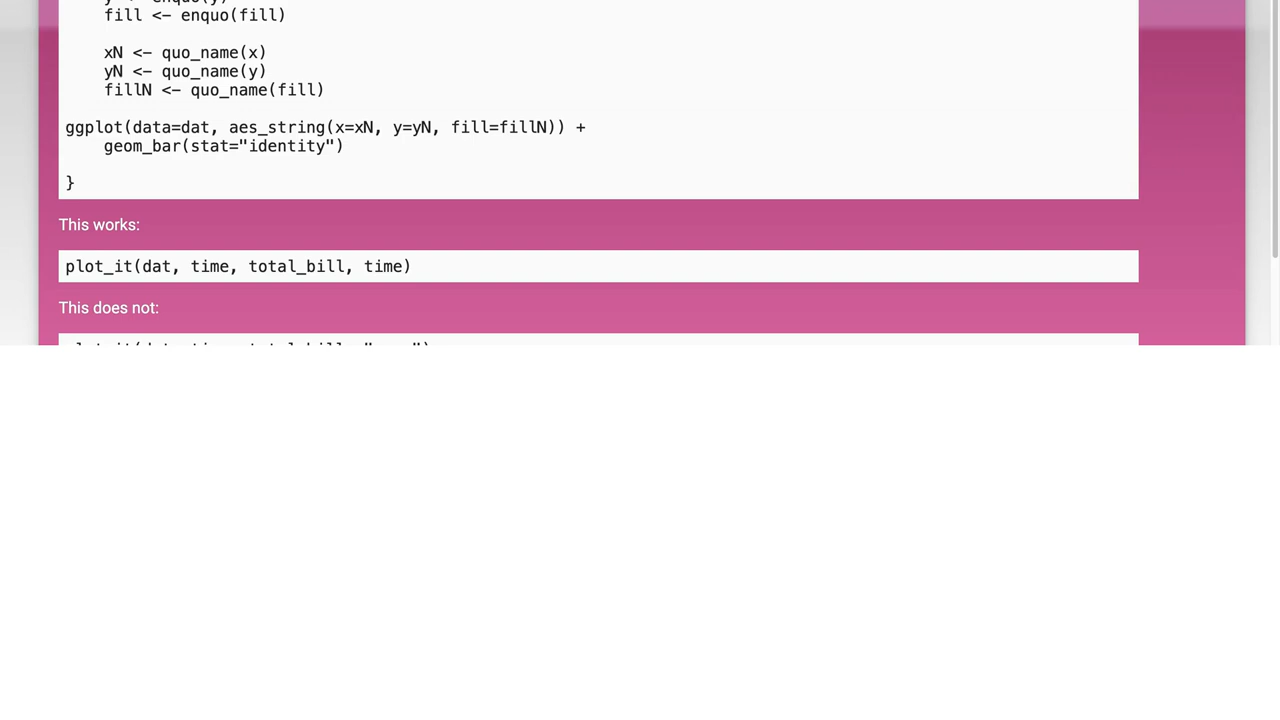 fill <- enquo(fill)
xN <- quo_name(x)
yN <- quo_name(y)
fillN <- quo_name(fill)
ggplot(data=dat, aes_string(x=xN, y=yN, fill=fillN)) +
geom_bar(stat="identity")
}
This works:
plot_it(dat, time, total_bill, time)
This does not: